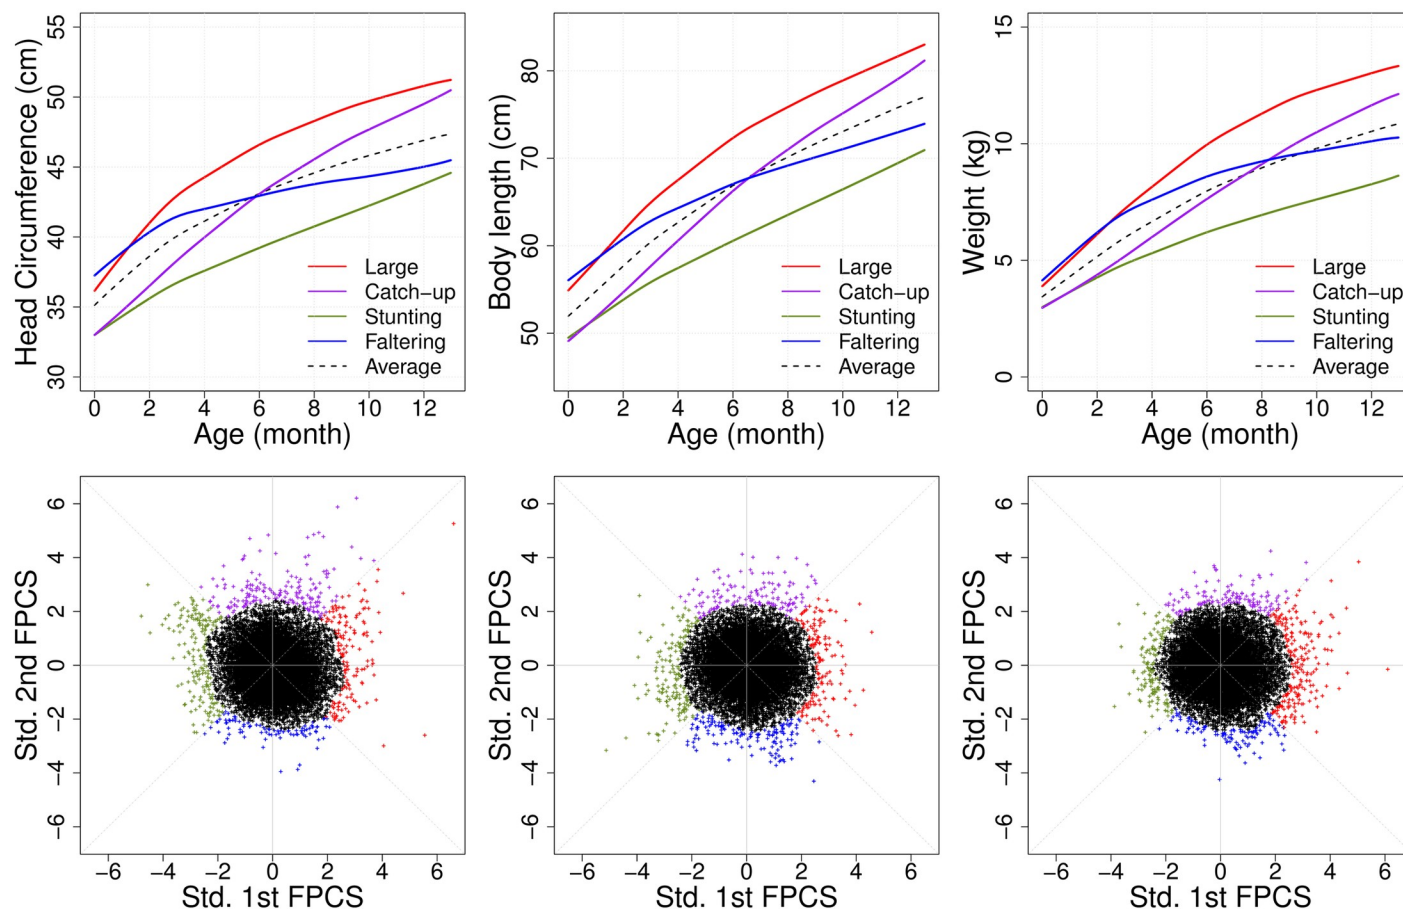 Head Circumference (cm)
55
50
45
40
35
30
Large
Catch−up
Stunting
Faltering
Average
0 2 4 6 8 10 12
Age (month)
Body length (cm)
80
70
60
50
Large
Catch−up
Stunting
Faltering
Average
0 2 4 6 8 10 12
Age (month)
Weight (kg)
15
10
5
0
Large
Catch−up
Stunting
Faltering
Average
0 2 4 6 8 10 12
Age (month)
Std. 2nd FPCS
6
4
2
0
−2
−4
−6
−6 −4 −2 0 2 4 6
Std. 1st FPCS
Std. 2nd FPCS
6
4
2
0
−2
−4
−6
−6 −4 −2 0 2 4 6
Std. 1st FPCS
Std. 2nd FPCS
6
4
2
0
−2
−4
−6
−6 −4 −2 0 2 4 6
Std. 1st FPCS